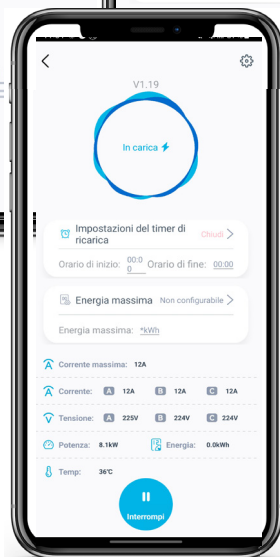 V1.19
In carica
Impostazioni del timer di ricarica
Chiudi
Orario di inizio: 00:00 Orario di fine: 00:00
Energia massima Non configurabile
Energia massima: *kWh
Corrente massima: 12A
Corrente: A 12A B 12A C 12A
Tensione: A 225V B 224V C 224V
Potenza: 8.1kW Energia: 0.0kWh
Temp: 36℃
Interrompi